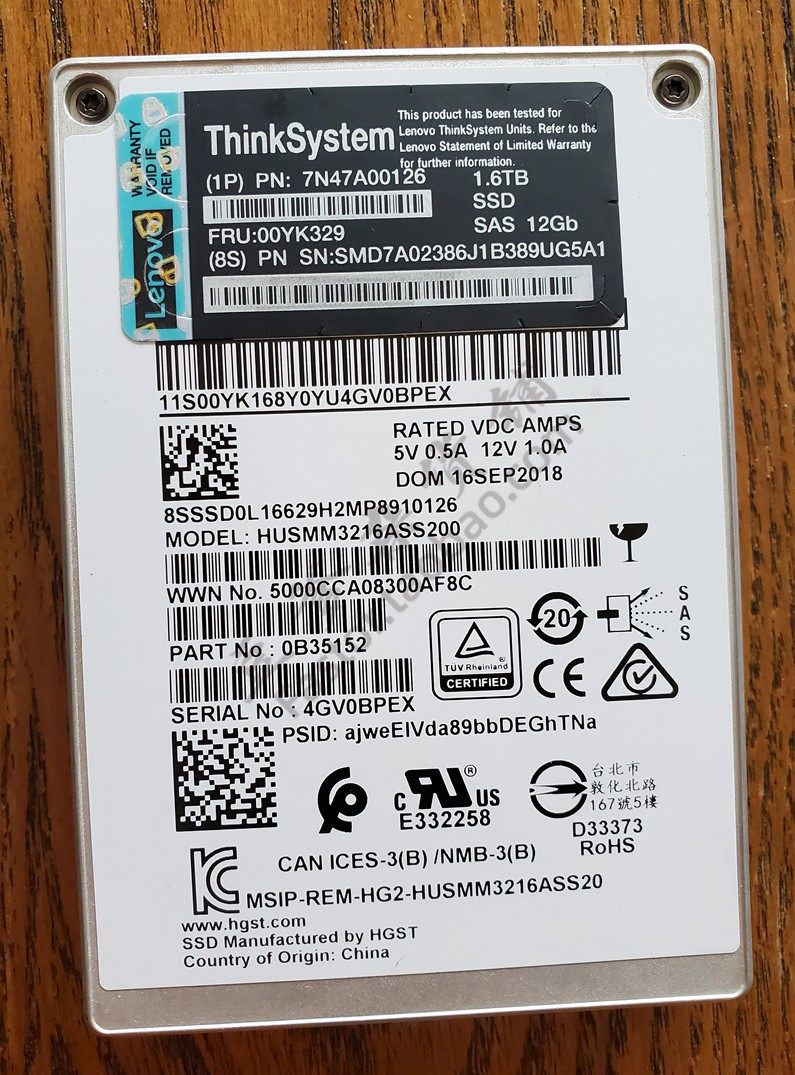 WARRANTY
VOID IF
REMOVED
Lenovo
ThinkSystem
This product has been tested for
Lenovo ThinkSystem Units. Refer to the
Lenovo Statement of Limited Warranty
for further information.
(1P) PN: 7N47A00126
1.6TB
SSD
SAS 12Gb
FRU:00YK329
(8S) PN SN:SMD7A02386J1B389UG5A1
11S00YK168Y0YU4GV0BPEX
RATED VDC AMPS
5V 0.5A 12V 1.0A
DOM 16SEP2018
8SSSD0L16629H2MP8910126
MODEL: HUSMM3216ASS200
WWN No. 5000CCA08300AF8C
PART No : 0B35152
SERIAL No : 4GV0BPEX
TÜV Rheinland
CERTIFIED
20
SAS
CE
PSID: ajweEIVda89bbDEGhTNa
c RU US
E332258
台北市
敦化北路
167號5樓
D33373
RoHS
CAN ICES-3(B) /NMB-3(B)
MSIP-REM-HG2-HUSMM3216ASS20
www.hgst.com
SSD Manufactured by HGST
Country of Origin: China